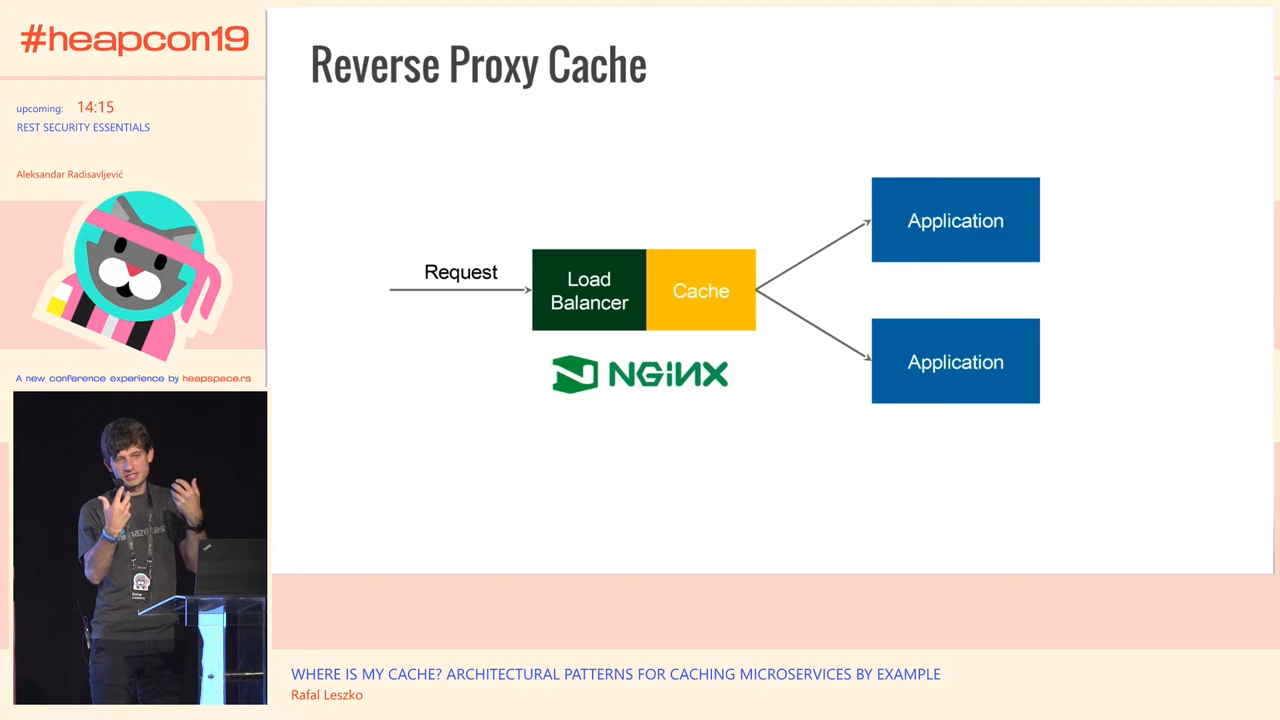 #heapcon19
upcoming: 14:15
REST SECURITY ESSENTIALS
Aleksandar Radisavljević
A new conference experience by heapspace.rs
Reverse Proxy Cache
Request
Load
Balancer
Cache
NGINX
Application
Application
Rafal
Leszko
WHERE IS MY CACHE? ARCHITECTURAL PATTERNS FOR CACHING MICROSERVICES BY EXAMPLE
Rafal Leszko